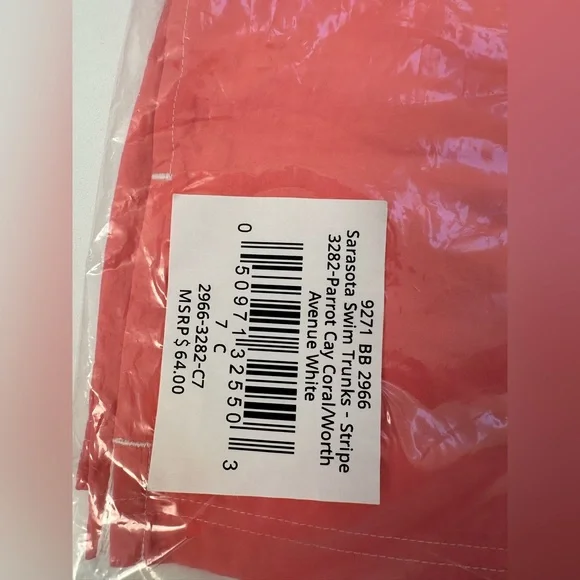 9271 BB 2966
Sarasota Swim Trunks - Stripe
3282-Parrot Cay Coral/Worth
Avenue White
0 50971 32550 3
7 C
2966-3282-C7
MSRP $ 64.00